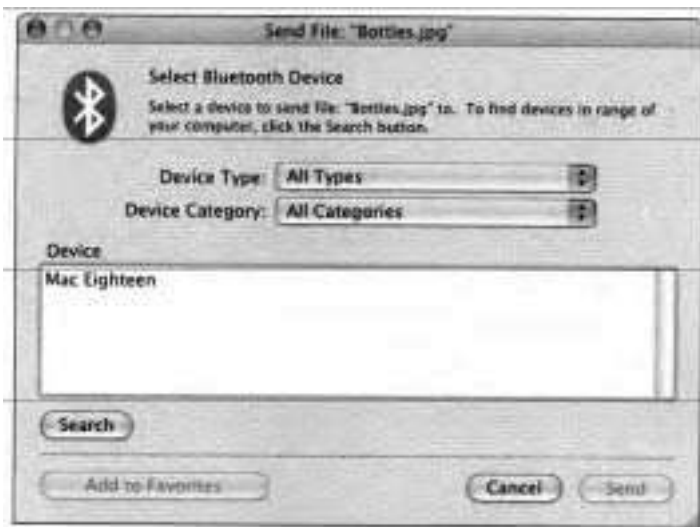 Send File: "Bottles.jpg"
Select Bluetooth Device
Select a device to send file: "Bottles.jpg" to. To find devices in range of
your computer, click the Search button.
Device Type: All Types
Device Category: All Categories
Device
Mac Eighteen
Search
Add to Favorites Cancel Send